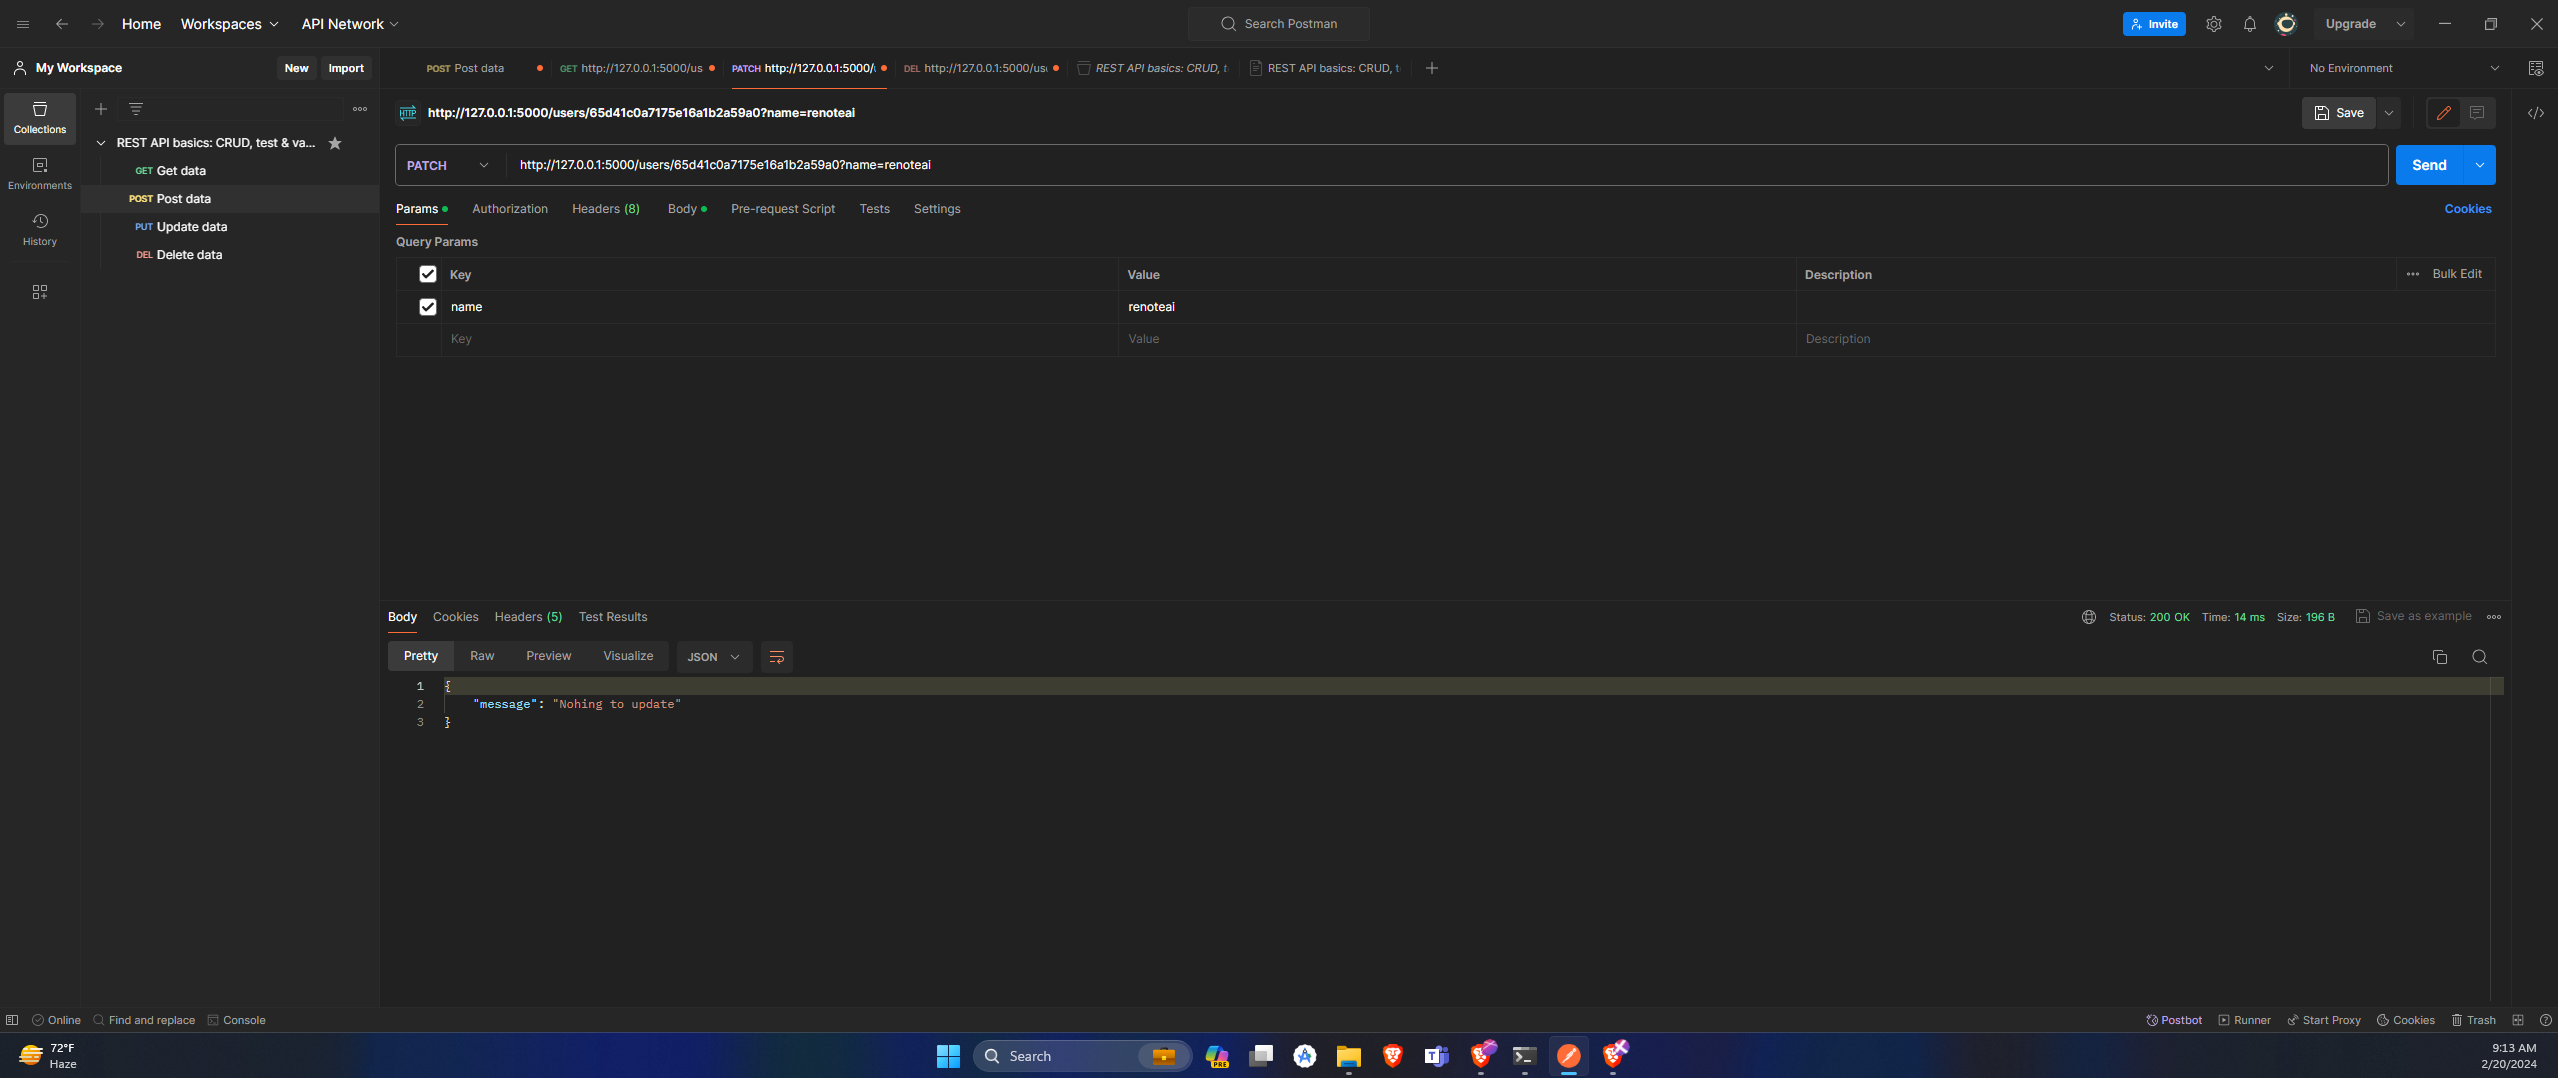 Home Workspaces API Network Search Postman Invite Upgrade
My Workspace New Import
POST Post data GET http://127.0.0.1:5000/us PATCH http://127.0.0.1:5000/ DEL http://127.0.0.1:5000/us REST API basics: CRUD, t REST API basics: CRUD, t No Environment
Collections
Environments
History
REST API basics: CRUD, test & va...
GET Get data
POST Post data
PUT Update data
DEL Delete data
HTTP http://127.0.0.1:5000/users/65d41c0a7175e16a1b2a59a0?name=renoteai Save
PATCH http://127.0.0.1:5000/users/65d41c0a7175e16a1b2a59a0?name=renoteai Send
Params Authorization Headers (8) Body Pre-request Script Tests Settings Cookies
Query Params
Key Value Description Bulk Edit
name renoteai
Key Value Description
Body Cookies Headers (5) Test Results Status: 200 OK Time: 14 ms Size: 196 B Save as example
Pretty Raw Preview Visualize JSON
1 {
2 "message": "Nohing to update"
3 }
Online Find and replace Console Postbot Runner Start Proxy Cookies Trash
72°F
Haze
Search
PRE
9:13 AM
2/20/2024